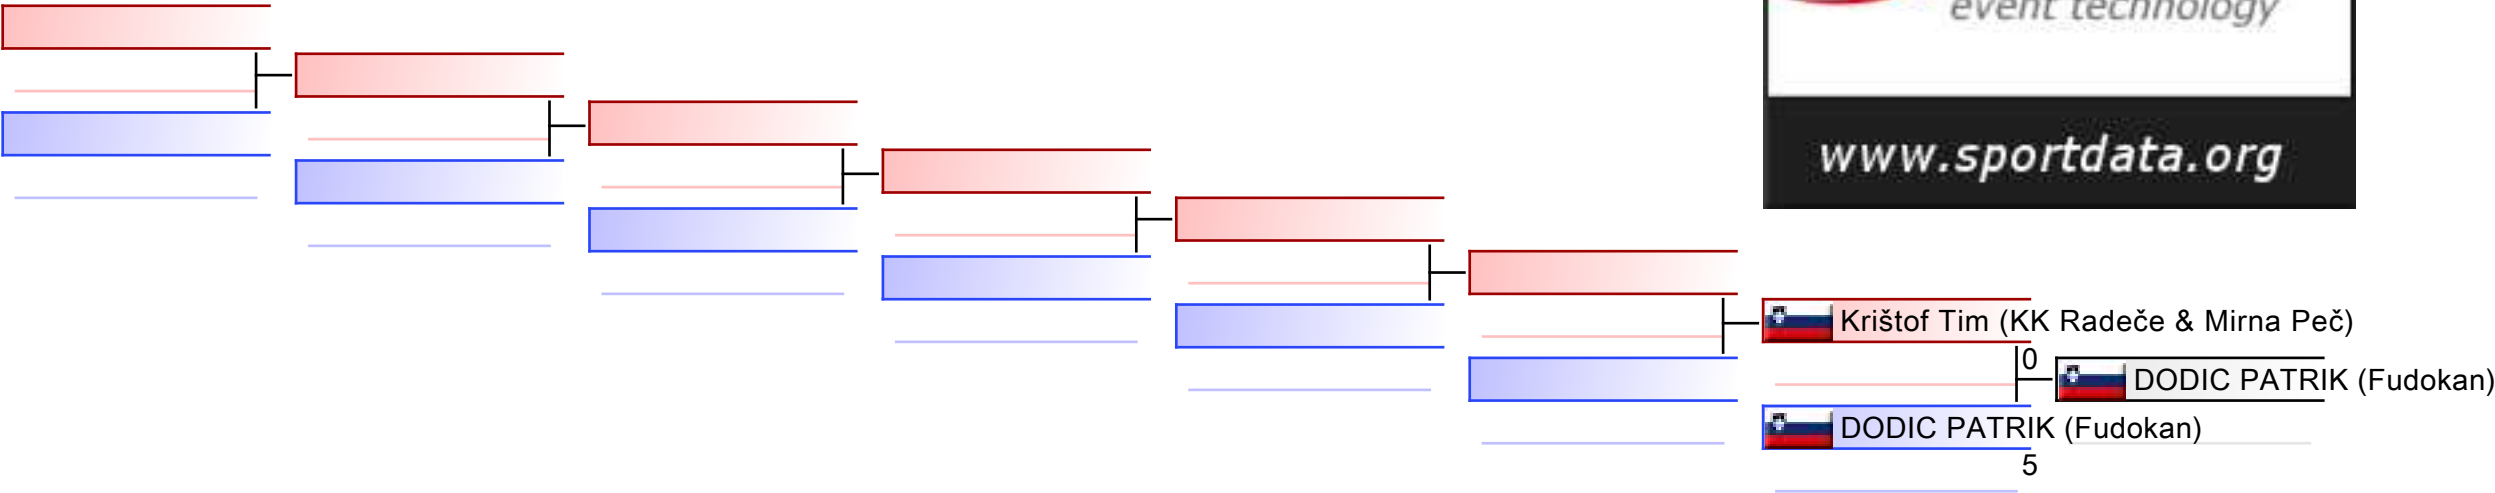 event technology
www.sportdata.org
Krištof Tim (KK Radeče & Mirna Peč)
0
DODIC PATRIK (Fudokan)
DODIC PATRIK (Fudokan)
5